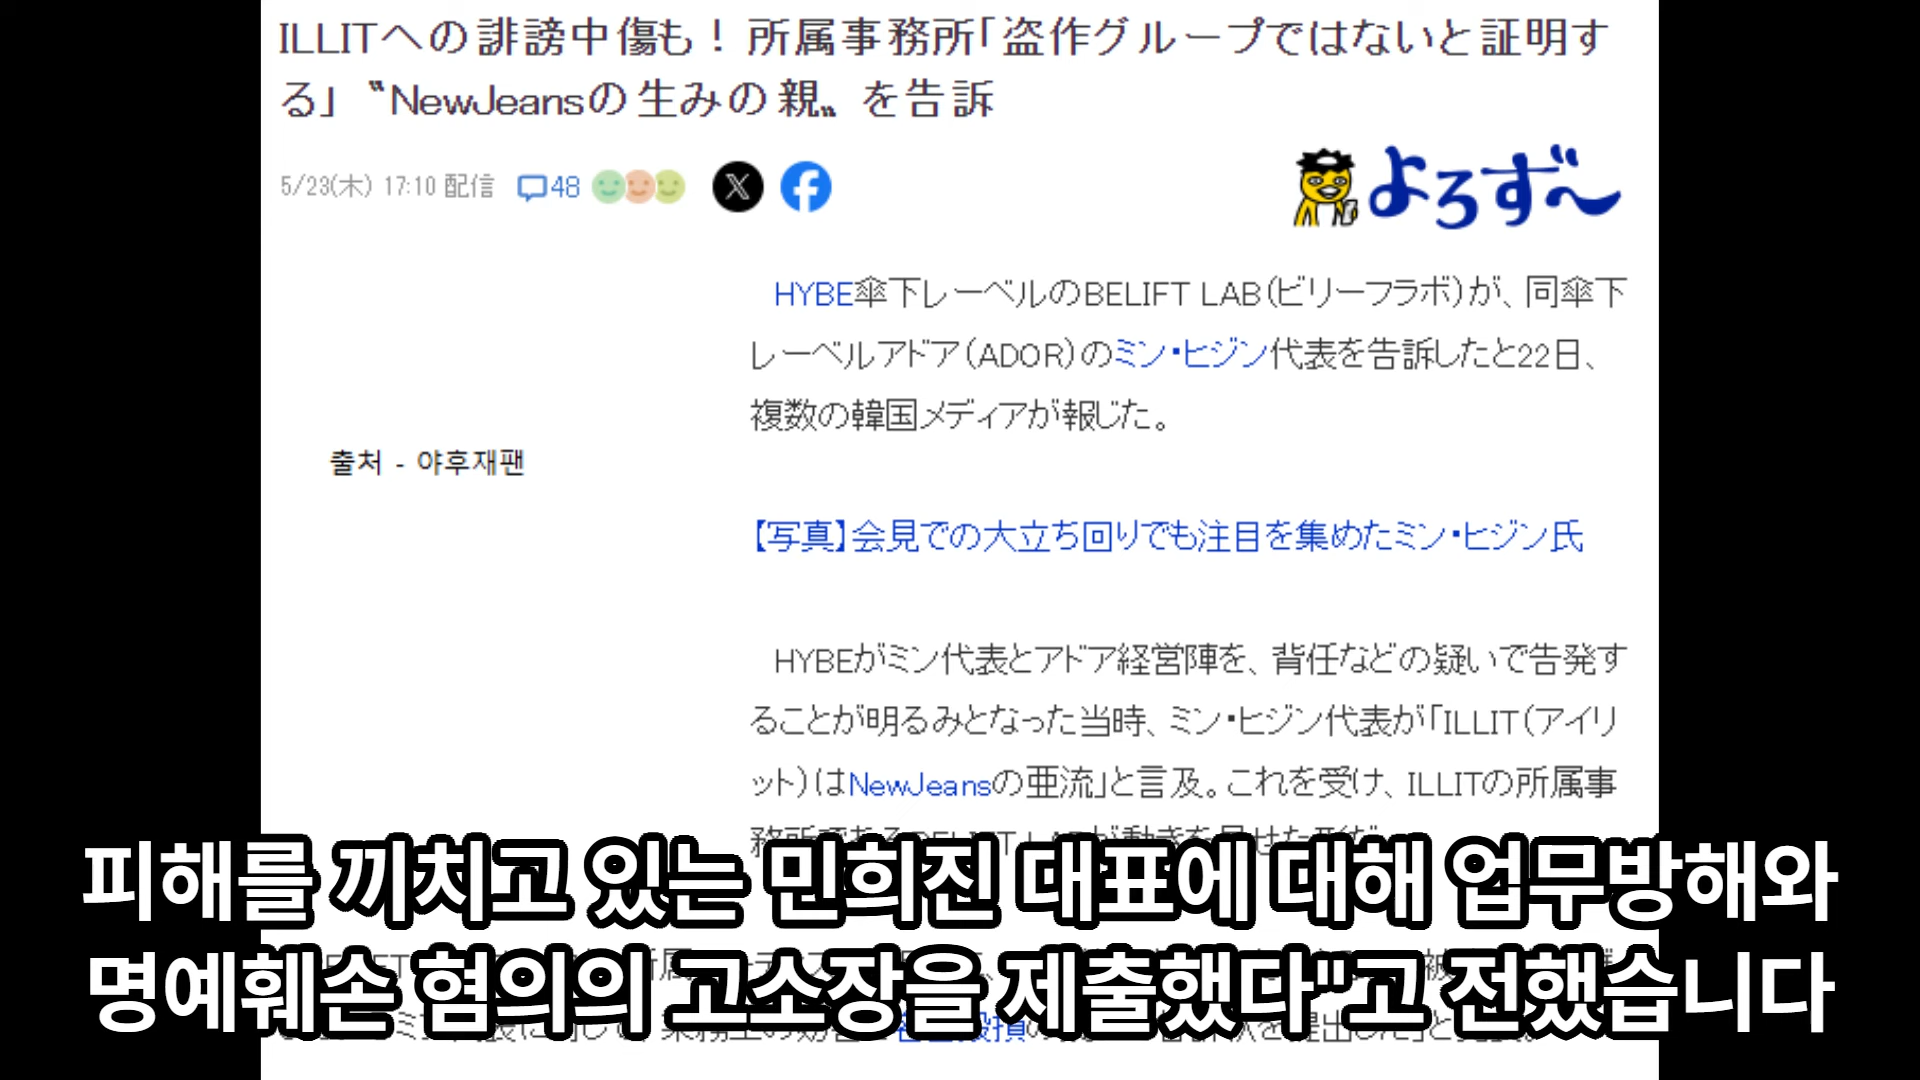 ILLITへの誹謗中傷も！所属事務所「盗作グループではないと証明す
る」〝NewJeansの生みの親〟を告訴
5/23(木) 17:10 配信 48
よろず〜
HYBE傘下レーベルのBELIFT LAB（ビリーフラボ）が、同傘下
レーベルアドア（ADOR）のミン・ヒジン代表を告訴したと22日、
複数の韓国メディアが報じた。
출처 - 야후재팬
【写真】会見での大立ち回りでも注目を集めたミン・ヒジン氏
HYBEがミン代表とアドア経営陣を、背任などの疑いで告発す
ることが明るみとなった当時、ミン・ヒジン代表が「ILLIT（アイリ
ット）はNewJeansの亜流」と言及。これを受け、ILLITの所属事
피해를 끼치고 있는 민희진 대표에 대해 업무방해와
명예훼손 혐의의 고소장을 제출했다"고 전했습니다